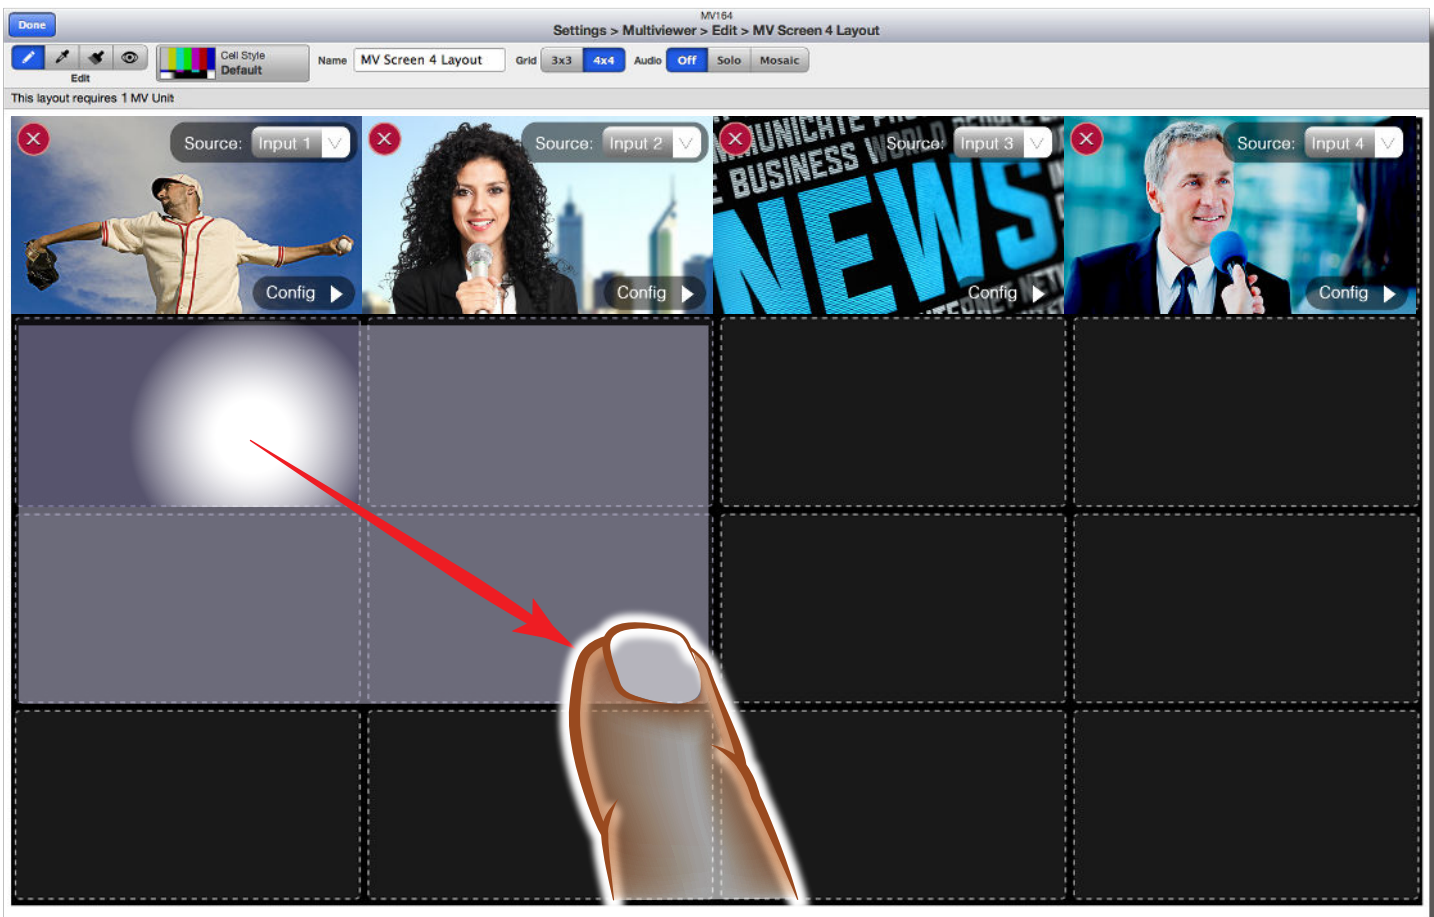 MV164
Done
Settings > Multiviewer > Edit > MV Screen 4 Layout
Edit
Cell Style
Default
Name MV Screen 4 Layout
Grid 3x3 4x4
Audio Off Solo Mosaic
This layout requires 1 MV Unit
Source: Input 1
Source: Input 2
Source: Input 3
Source: Input 4
BUSINESS WORLD
NEWS
Config
Config
Config
Config